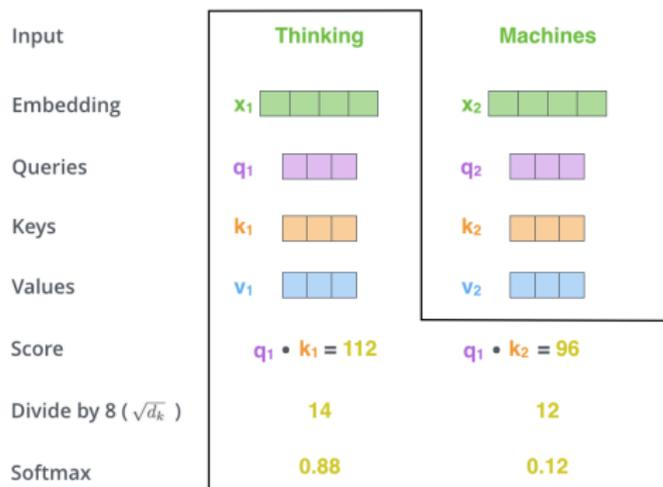 Input Thinking Machines
Embedding x₁ x₂
Queries q₁ q₂
Keys k₁ k₂
Values v₁ v₂
Score q₁ • k₁ = 112 q₁ • k₂ = 96
Divide by 8 ( √dₖ ) 14 12
Softmax 0.88 0.12